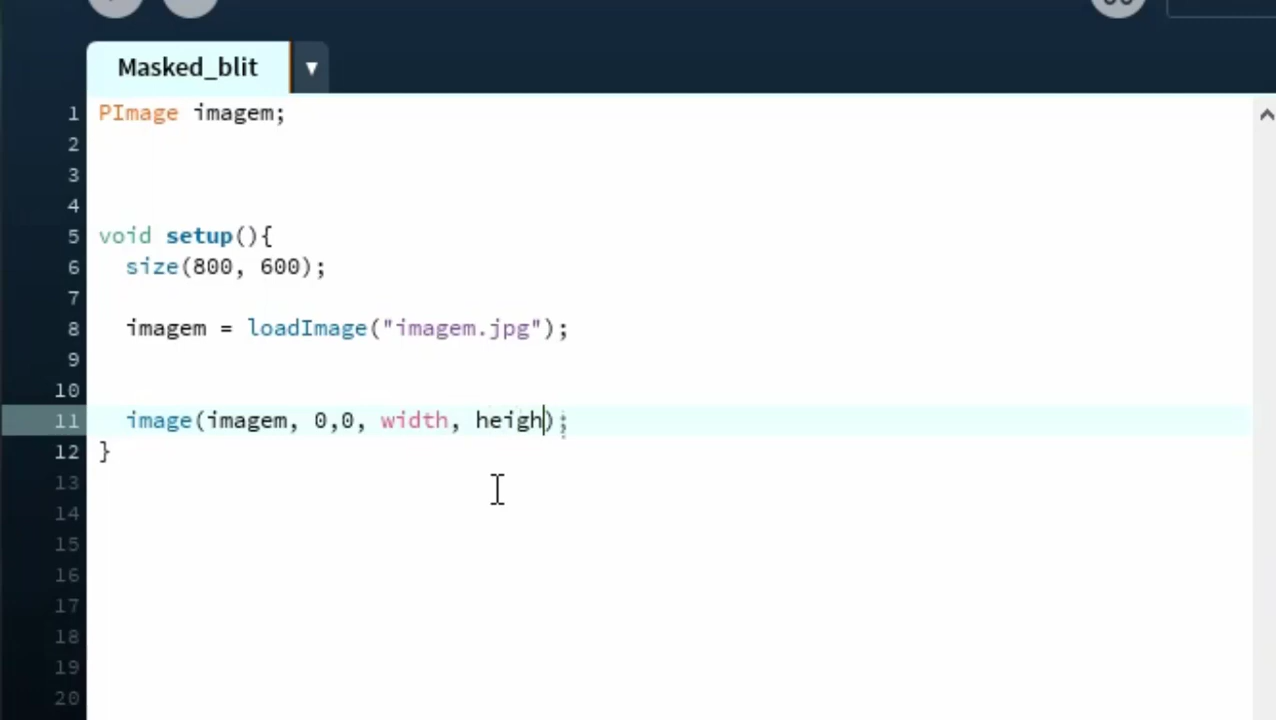 Masked_blit ▼
1 PImage imagem;
2
3
4
5 void setup(){
6 size(800, 600);
7
8 imagem = loadImage("imagem.jpg");
9
10
11 image(imagem, 0,0, width, heigh);
12 }
13
14
15
16
17
18
19
20